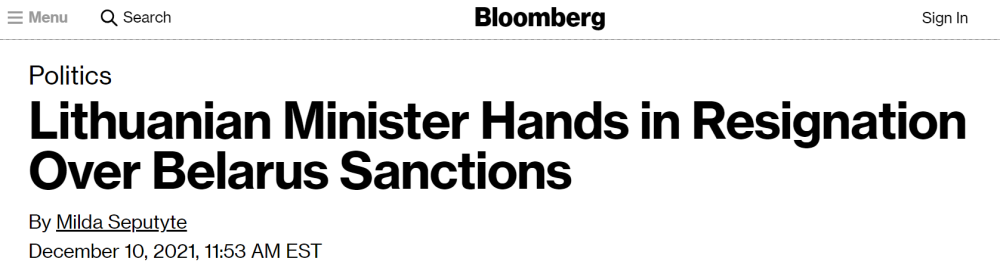 Menu Search Bloomberg Sign In
Politics
Lithuanian Minister Hands in Resignation
Over Belarus Sanctions
By Milda Seputyte
December 10, 2021, 11:53 AM EST